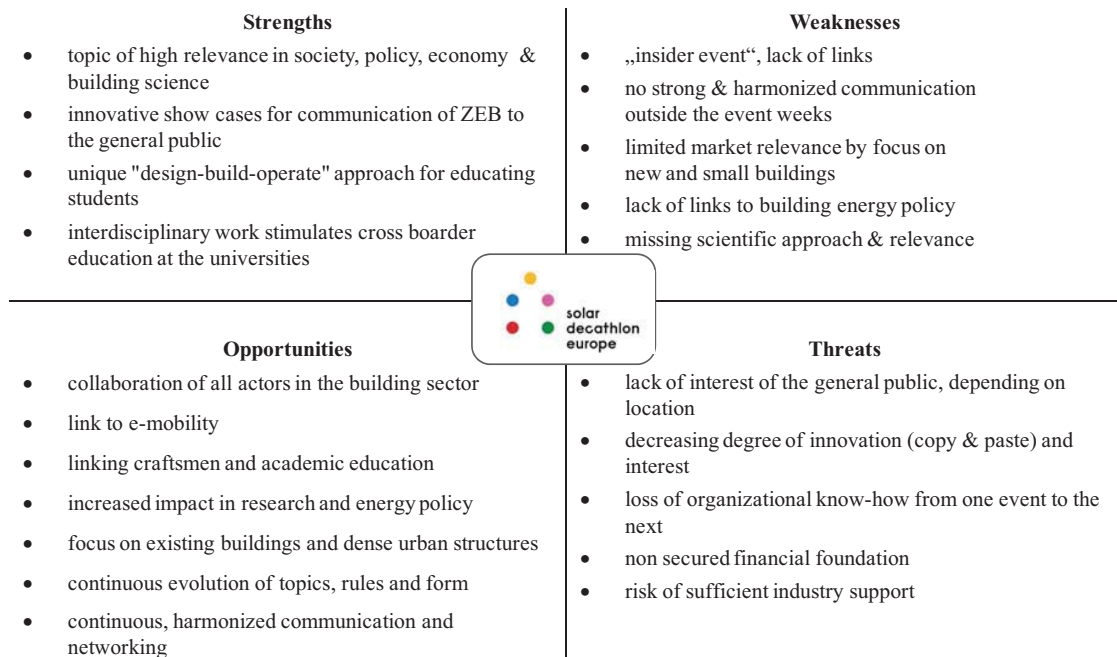 Strengths
• topic of high relevance in society, policy, economy &
building science
• innovative show cases for communication of ZEB to
the general public
• unique "design-build-operate" approach for educating
students
• interdisciplinary work stimulates cross boarder
education at the universities
Weaknesses
• „insider event“, lack of links
• no strong & harmonized communication
outside the event weeks
• limited market relevance by focus on
new and small buildings
• lack of links to building energy policy
• missing scientific approach & relevance
solar
decathlon
europe
Opportunities
• collaboration of all actors in the building sector
• link to e-mobility
• linking craftsmen and academic education
• increased impact in research and energy policy
• focus on existing buildings and dense urban structures
• continuous evolution of topics, rules and form
• continuous, harmonized communication and
networking
Threats
• lack of interest of the general public, depending on
location
• decreasing degree of innovation (copy & paste) and
interest
• loss of organizational know-how from one event to the
next
• non secured financial foundation
• risk of sufficient industry support